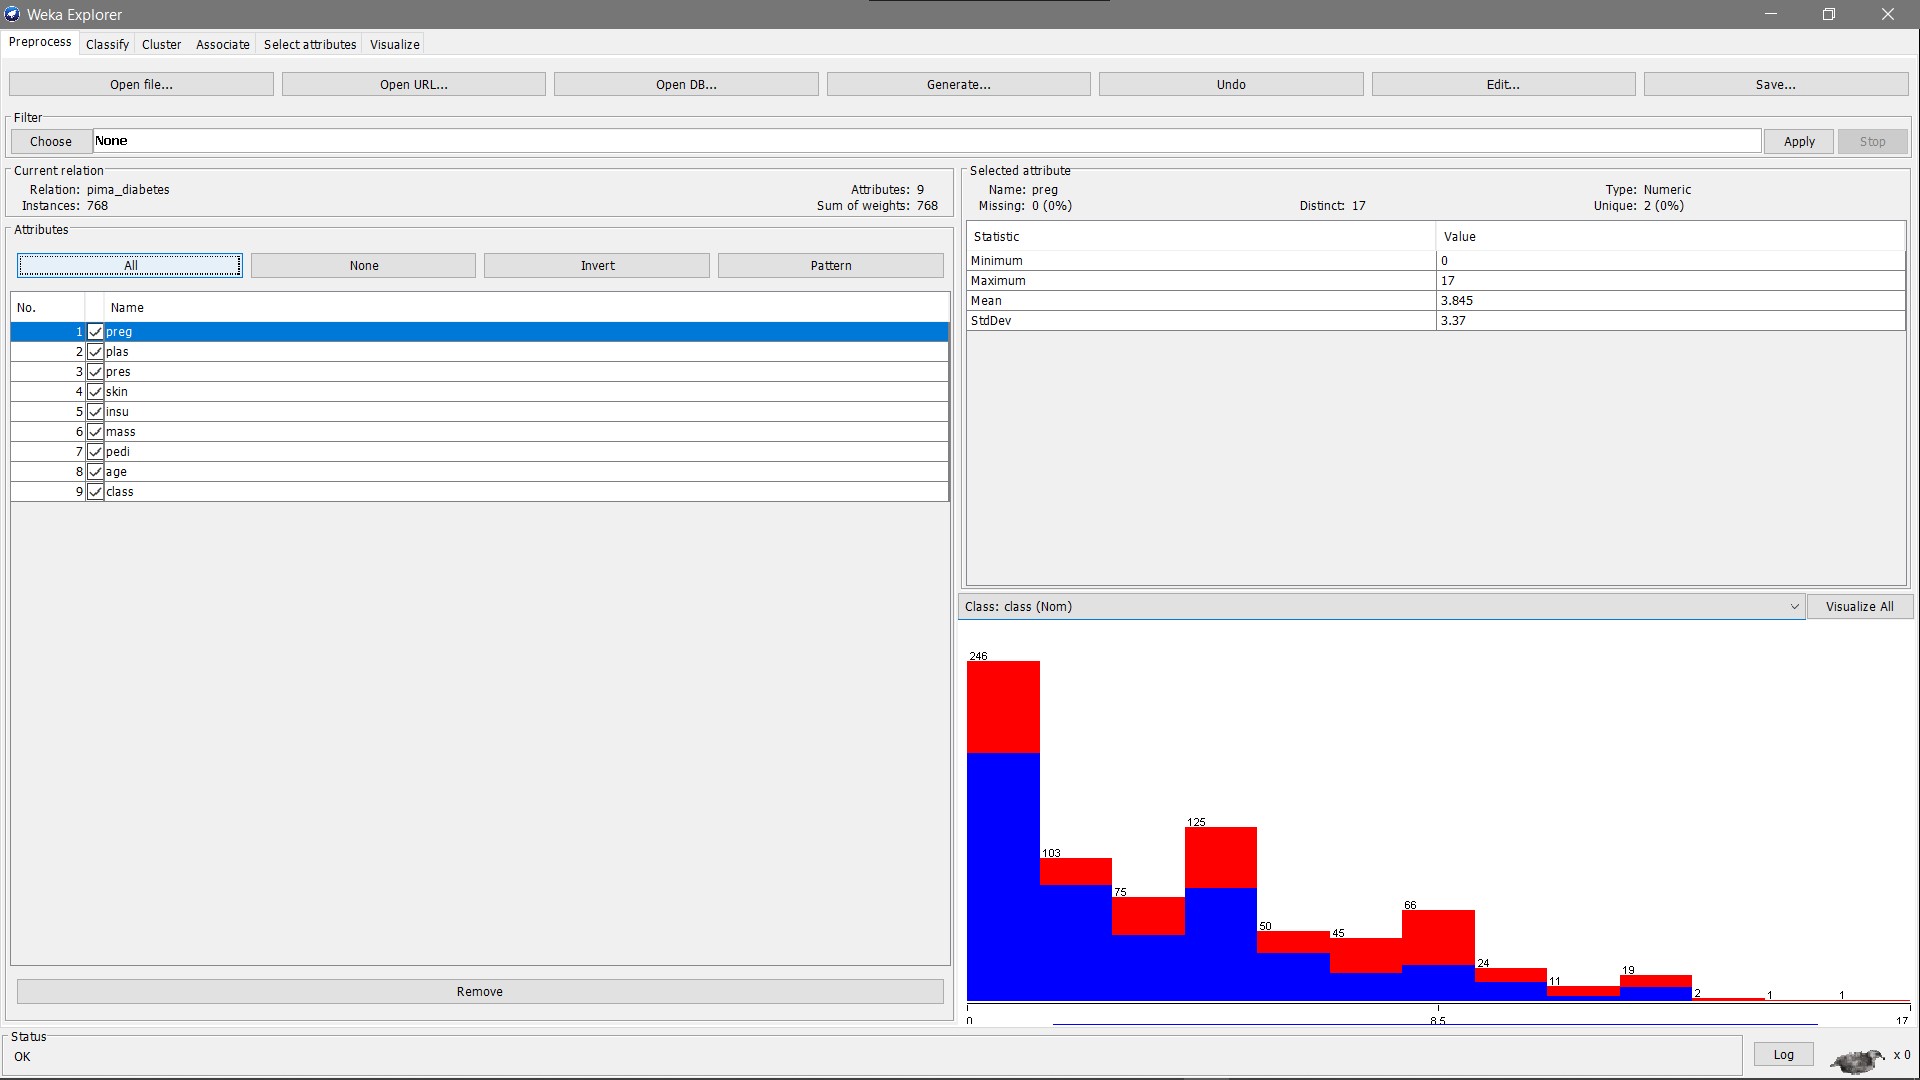 Weka Explorer
Preprocess Classify Cluster Associate Select attributes Visualize
Open file... Open URL... Open DB... Generate... Undo Edit... Save...
Filter
Choose None Apply Stop
Current relation
Relation: pima_diabetes Attributes: 9
Instances: 768 Sum of weights: 768
Attributes
All None Invert Pattern
No. Name
1 preg
2 plas
3 pres
4 skin
5 insu
6 mass
7 pedi
8 age
9 class
Remove
Selected attribute
Name: preg Type: Numeric
Missing: 0 (0%) Distinct: 17 Unique: 2 (0%)
Statistic Value
Minimum 0
Maximum 17
Mean 3.845
StdDev 3.37
Class: class (Nom) Visualize All
246
103
75
125
50
45
66
24
11
19
2
1
1
0 8.5 17
Status
OK Log x 0